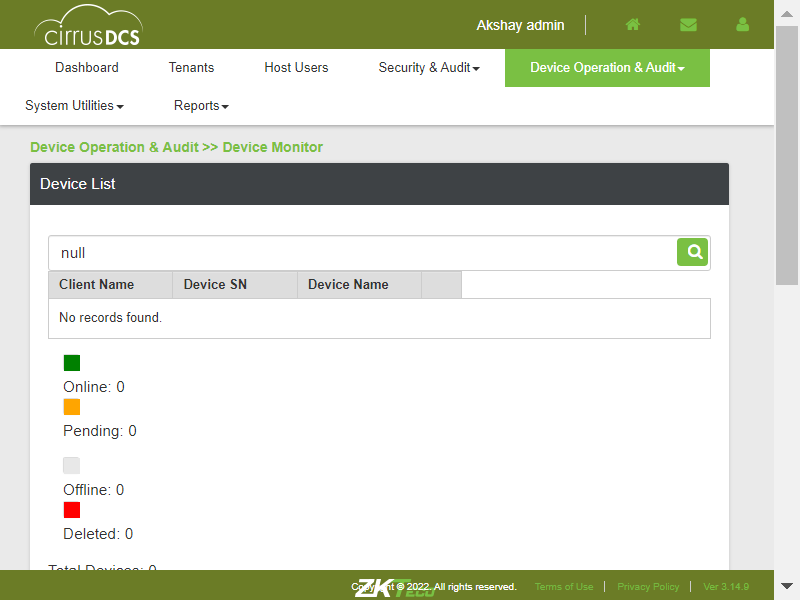 cirrusDCS
Akshay admin
Dashboard Tenants Host Users Security & Audit Device Operation & Audit
System Utilities Reports
Device Operation & Audit >> Device Monitor
Device List
null
Client Name Device SN Device Name
No records found.
Online: 0
Pending: 0
Offline: 0
Deleted: 0
Total Devices: 0
ZKTeco
Copyright © 2022. All rights reserved. Terms of Use Privacy Policy Ver 3.14.9